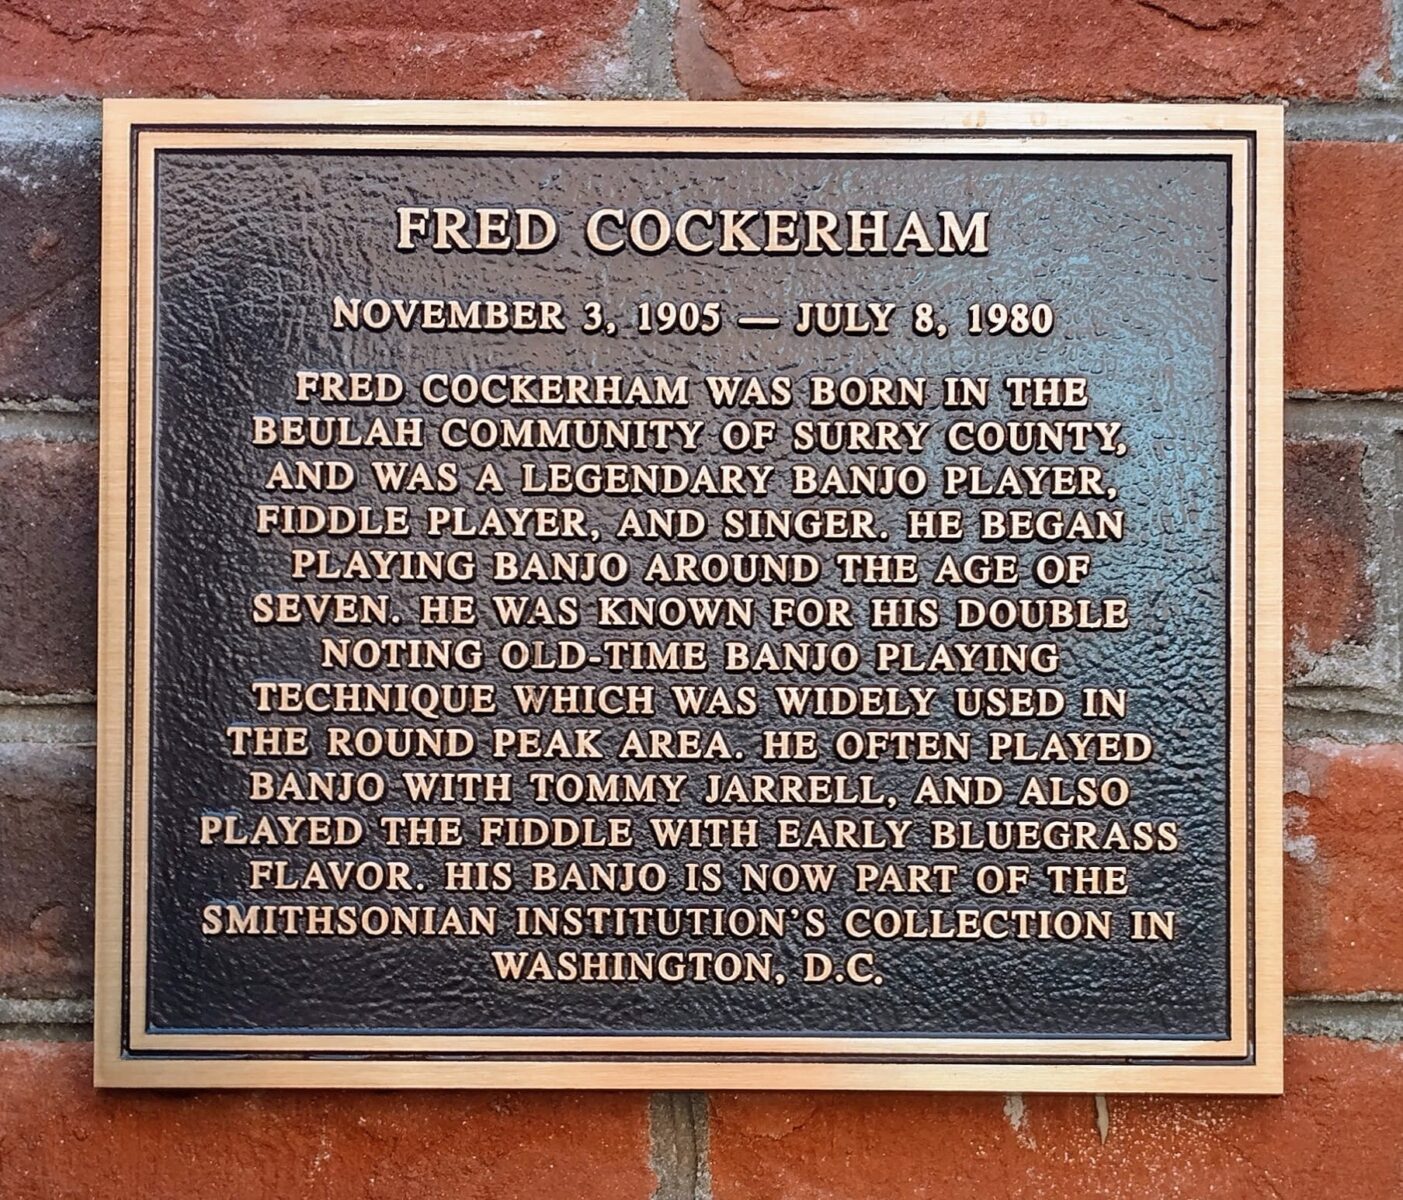 FRED COCKERHAM
NOVEMBER 3, 1905 — JULY 8, 1980
FRED COCKERHAM WAS BORN IN THE
BEULAH COMMUNITY OF SURRY COUNTY,
AND WAS A LEGENDARY BANJO PLAYER,
FIDDLE PLAYER, AND SINGER. HE BEGAN
PLAYING BANJO AROUND THE AGE OF
SEVEN. HE WAS KNOWN FOR HIS DOUBLE
NOTING OLD-TIME BANJO PLAYING
TECHNIQUE WHICH WAS WIDELY USED IN
THE ROUND PEAK AREA. HE OFTEN PLAYED
BANJO WITH TOMMY JARRELL, AND ALSO
PLAYED THE FIDDLE WITH EARLY BLUEGRASS
FLAVOR. HIS BANJO IS NOW PART OF THE
SMITHSONIAN INSTITUTION'S COLLECTION IN
WASHINGTON, D.C.